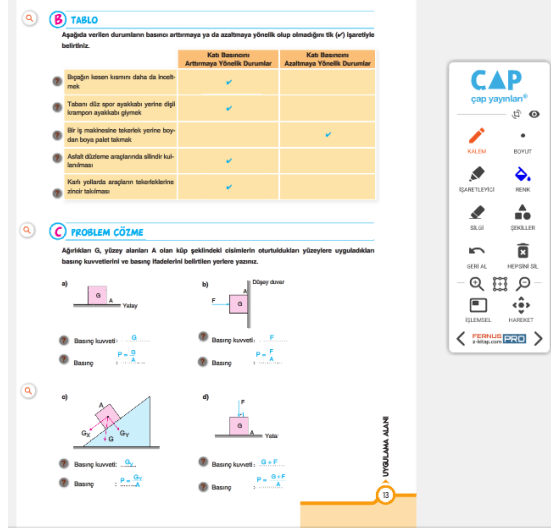 B TABLO
Aşağıda verilen durumların basıncı arttırmaya ya da azaltmaya yönelik olup olmadığını tik (✔) işaretiyle
belirtiniz.
Katı Basıncını
Arttırmaya Yönelik Durumlar
Katı Basıncını
Azaltmaya Yönelik Durumlar
? Bıçağın kesen kısmını daha da incelt-
mek ✔
? Tabanı düz spor ayakkabı yerine dişli
krampon ayakkabı giymek ✔
? Bir iş makinesine tekerlek yerine boy-
dan boya palet takmak ✔
? Asfalt düzleme araçlarında silindir kul-
lanılması ✔
? Karlı yollarda araçların tekerleklerine
zincir takılması ✔
C PROBLEM ÇÖZME
Ağırlıkları G, yüzey alanları A olan küp şeklindeki cisimlerin oturtuldukları yüzeylere uyguladıkları
basınç kuvvetlerini ve basınç ifadelerini belirtilen yerlere yazınız.
a)
G
A
Yatay
? Basınç kuvveti: G
? Basınç : P = G/A
b)
Düşey duvar
A
F
G
? Basınç kuvveti: F
? Basınç : P = F/A
c)
A
Gx
G
GY
? Basınç kuvveti: GY
? Basınç : P = GY/A
d)
F
G
A
Yatay
? Basınç kuvveti: G + F
? Basınç : P = G+F/A
UYGULAMA ALANI
13
ÇAP
çap yayınları®
KALEM
BOYUT
İŞARETLEYİCİ
RENK
SİLGİ
ŞEKİLLER
GERİ AL
HEPSİNİ SİL
İŞLEMSEL
HAREKET
FERNUS
e-kitap.com
PRO